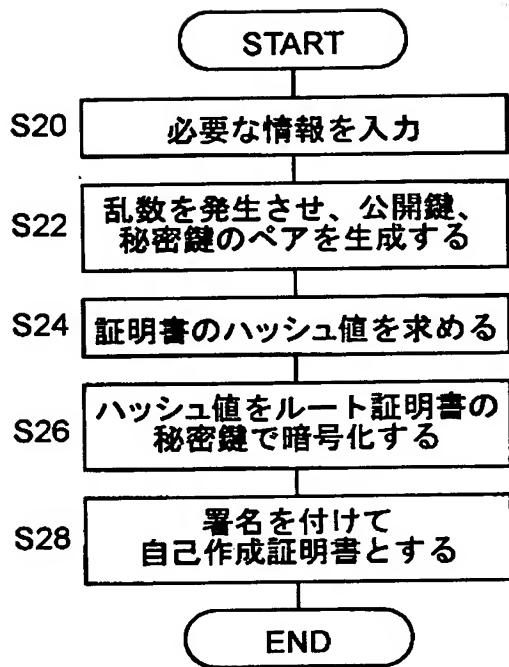 START
S20
必要な情報を入力
S22
乱数を発生させ、公開鍵、
秘密鍵のペアを生成する
S24
証明書のハッシュ値を求める
S26
ハッシュ値をルート証明書の
秘密鍵で暗号化する
S28
署名を付けて
自己作成証明書とする
END